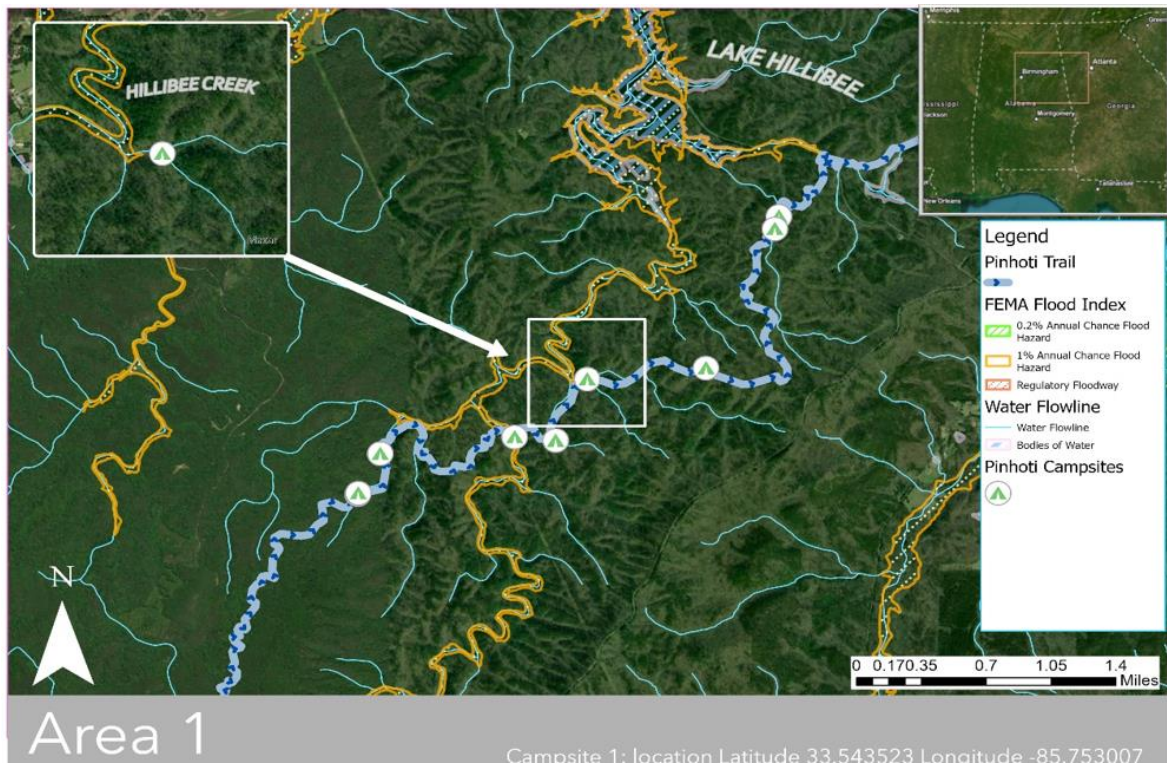 HILLIBEE CREEK
Maxar
LAKE HILLIBEE
Memphis
Birmingham
Atlanta
Alabama
Georgia
Jackson
Montgomery
Tallahassee
New Orleans
Legend
Pinhoti Trail
FEMA Flood Index
0.2% Annual Chance Flood
Hazard
1% Annual Chance Flood
Hazard
Regulatory Floodway
Water Flowline
Water Flowline
Bodies of Water
Pinhoti Campsites
N
0 0.170.35 0.7 1.05 1.4
Miles
Area 1
Campsite 1: location Latitude 33.543523 Longitude -85.753007